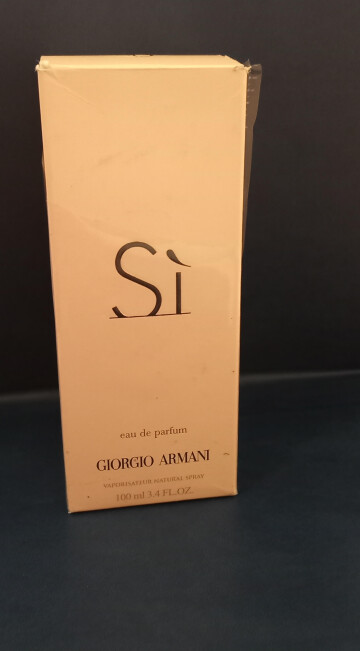 Sì
eau de parfum
GIORGIO ARMANI
VAPORISATEUR NATURAL SPRAY
100 ml 3.4 FL.OZ.